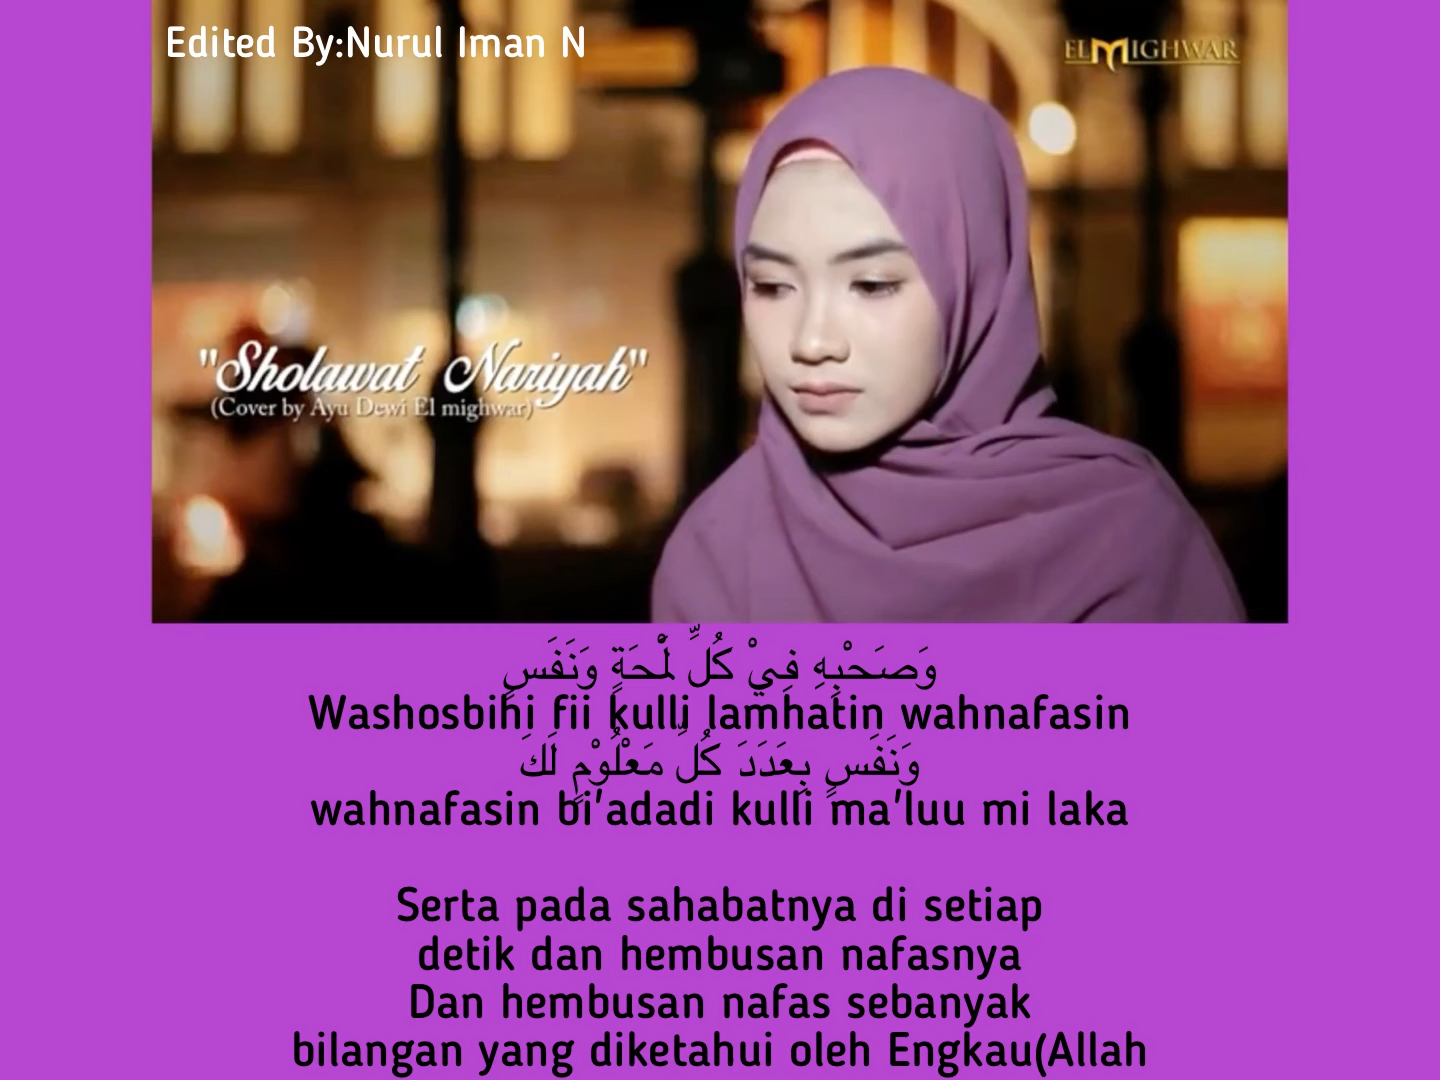 Edited By:Nurul Iman N
ELMIGHWAR
"Sholawat Nariyah"
(Cover by Ayu Dewi El mighwar)
وَصَحْبِهِ فِيْ كُلِّ لَمْحَةٍ وَنَفَسٍ
Washosbihi fii kulli lamhatin wahnafasin
وَنَفَسٍ بِعَدَدَ كُلِّ مَعْلُوْمٍ لَكَ
wahnafasin bi'adadi kulli ma'luu mi laka
Serta pada sahabatnya di setiap
detik dan hembusan nafasnya
Dan hembusan nafas sebanyak
bilangan yang diketahui oleh Engkau(Allah